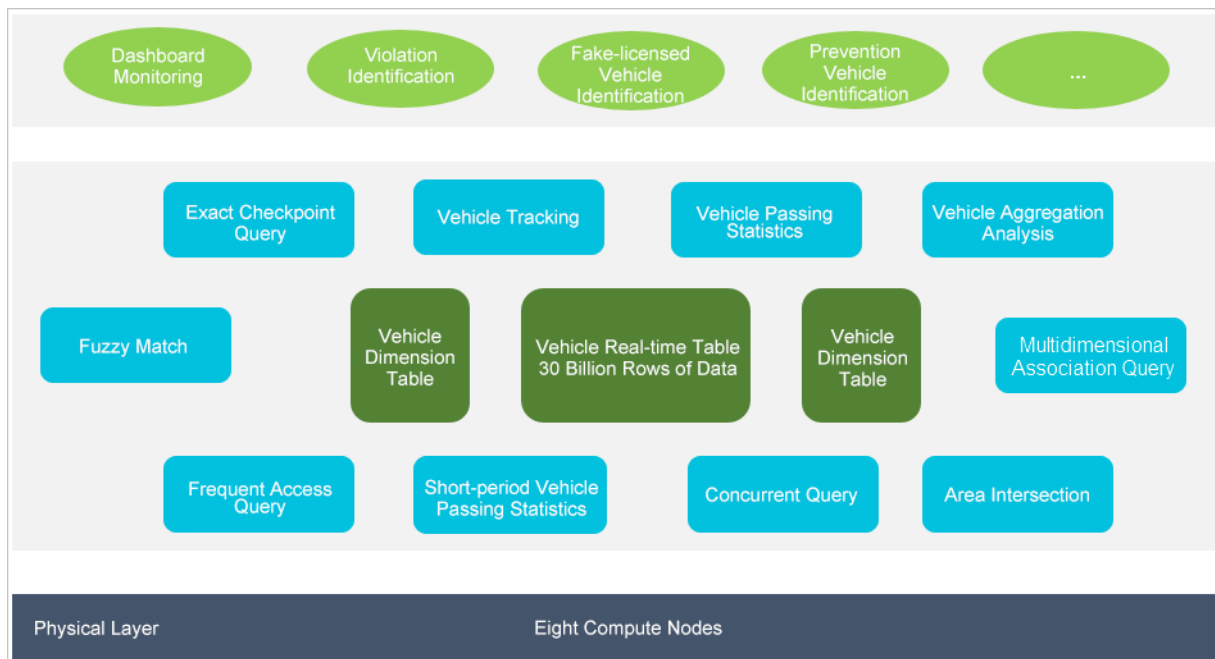 Dashboard
Monitoring
Violation
Identification
Fake-licensed
Vehicle
Identification
Prevention
Vehicle
Identification
...
Exact Checkpoint
Query
Vehicle Tracking
Vehicle Passing
Statistics
Vehicle Aggregation
Analysis
Fuzzy Match
Vehicle
Dimension
Table
Vehicle Real-time Table
30 Billion Rows of Data
Vehicle
Dimension
Table
Multidimensional
Association Query
Frequent Access
Query
Short-period Vehicle
Passing Statistics
Concurrent Query
Area Intersection
Physical Layer
Eight Compute Nodes